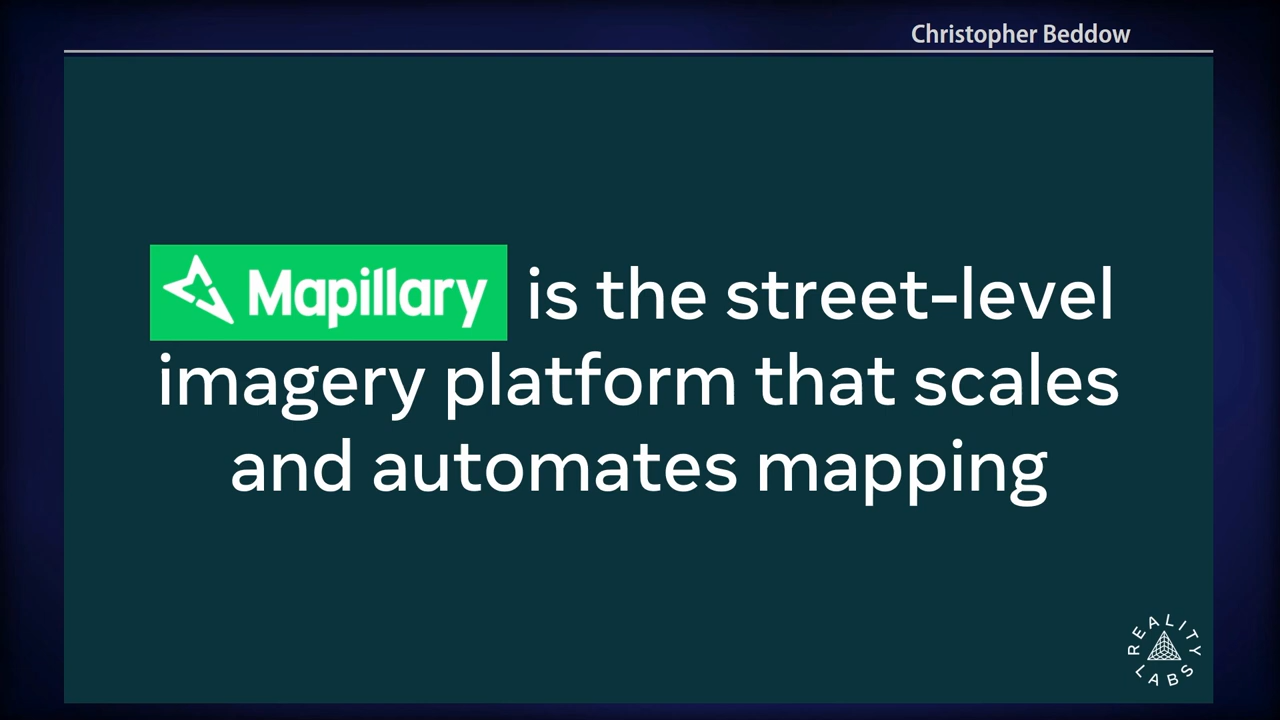 Christopher Beddow
Mapillary is the street-level
imagery platform that scales
and automates mapping
REALITY
LABS